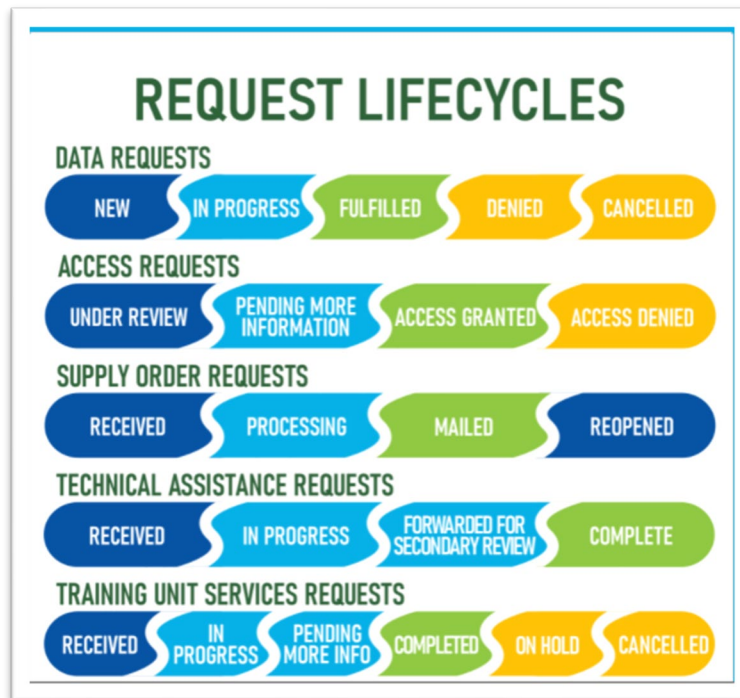 REQUEST LIFECYCLES
DATA REQUESTS
NEW
IN PROGRESS
FULFILLED
DENIED
CANCELLED
ACCESS REQUESTS
UNDER REVIEW
PENDING MORE
INFORMATION
ACCESS GRANTED
ACCESS DENIED
SUPPLY ORDER REQUESTS
RECEIVED
PROCESSING
MAILED
REOPENED
TECHNICAL ASSISTANCE REQUESTS
RECEIVED
IN PROGRESS
FORWARDED FOR
SECONDARY REVIEW
COMPLETE
TRAINING UNIT SERVICES REQUESTS
RECEIVED
IN
PROGRESS
PENDING
MORE INFO
COMPLETED
ON HOLD
CANCELLED